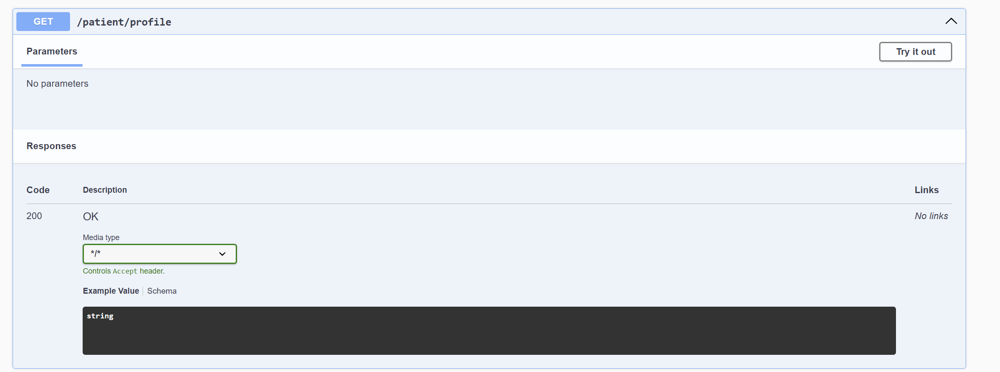 GET /patient/profile
Parameters
Try it out
No parameters
Responses
Code Description Links
200 OK No links
Media type
*/*
Controls Accept header.
Example Value Schema
string